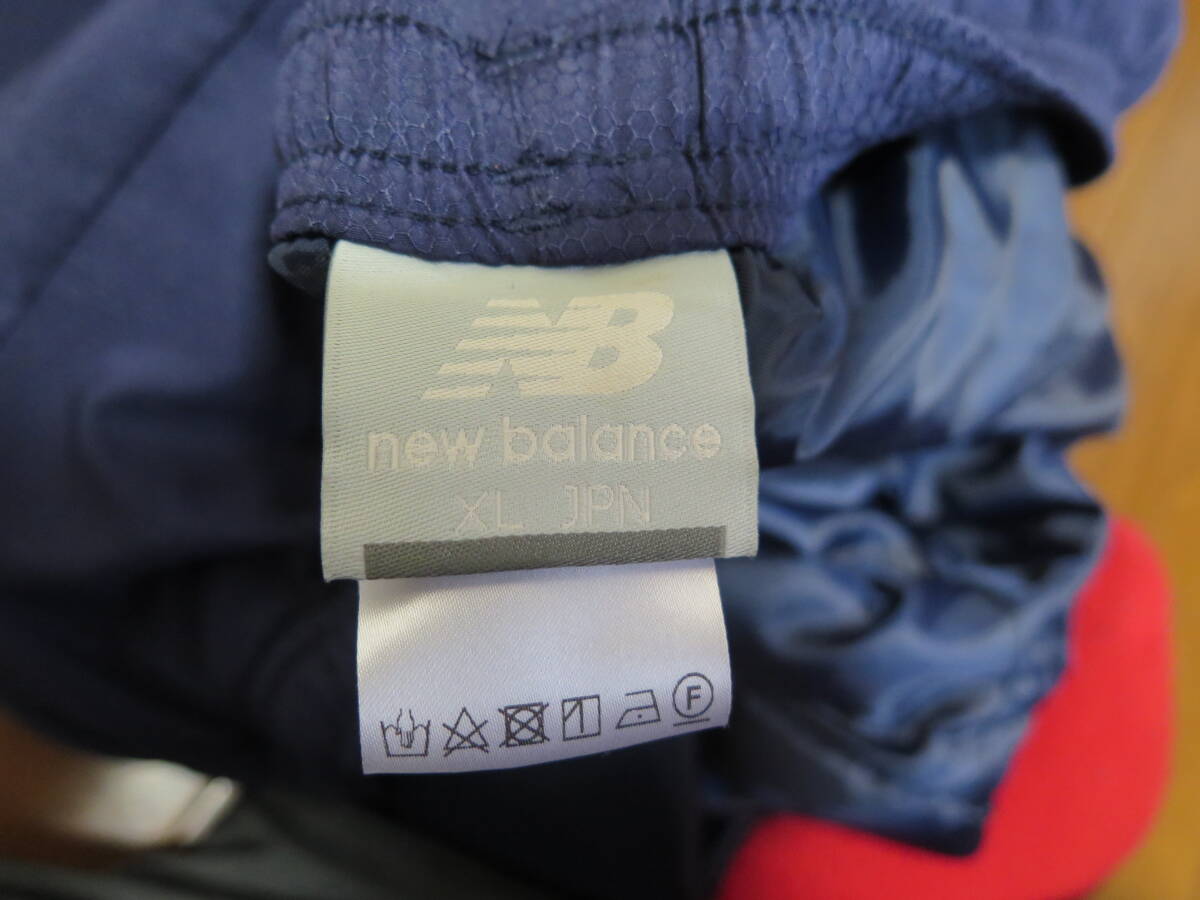 NB
new balance
XL JPN
F